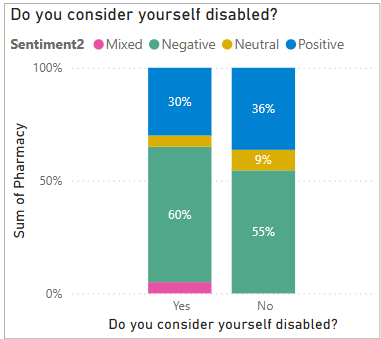 Do you consider yourself disabled?
Sentiment2 Mixed Negative Neutral Positive
100%
50%
0%
Sum of Pharmacy
30%
60%
36%
9%
55%
Yes No
Do you consider yourself disabled?